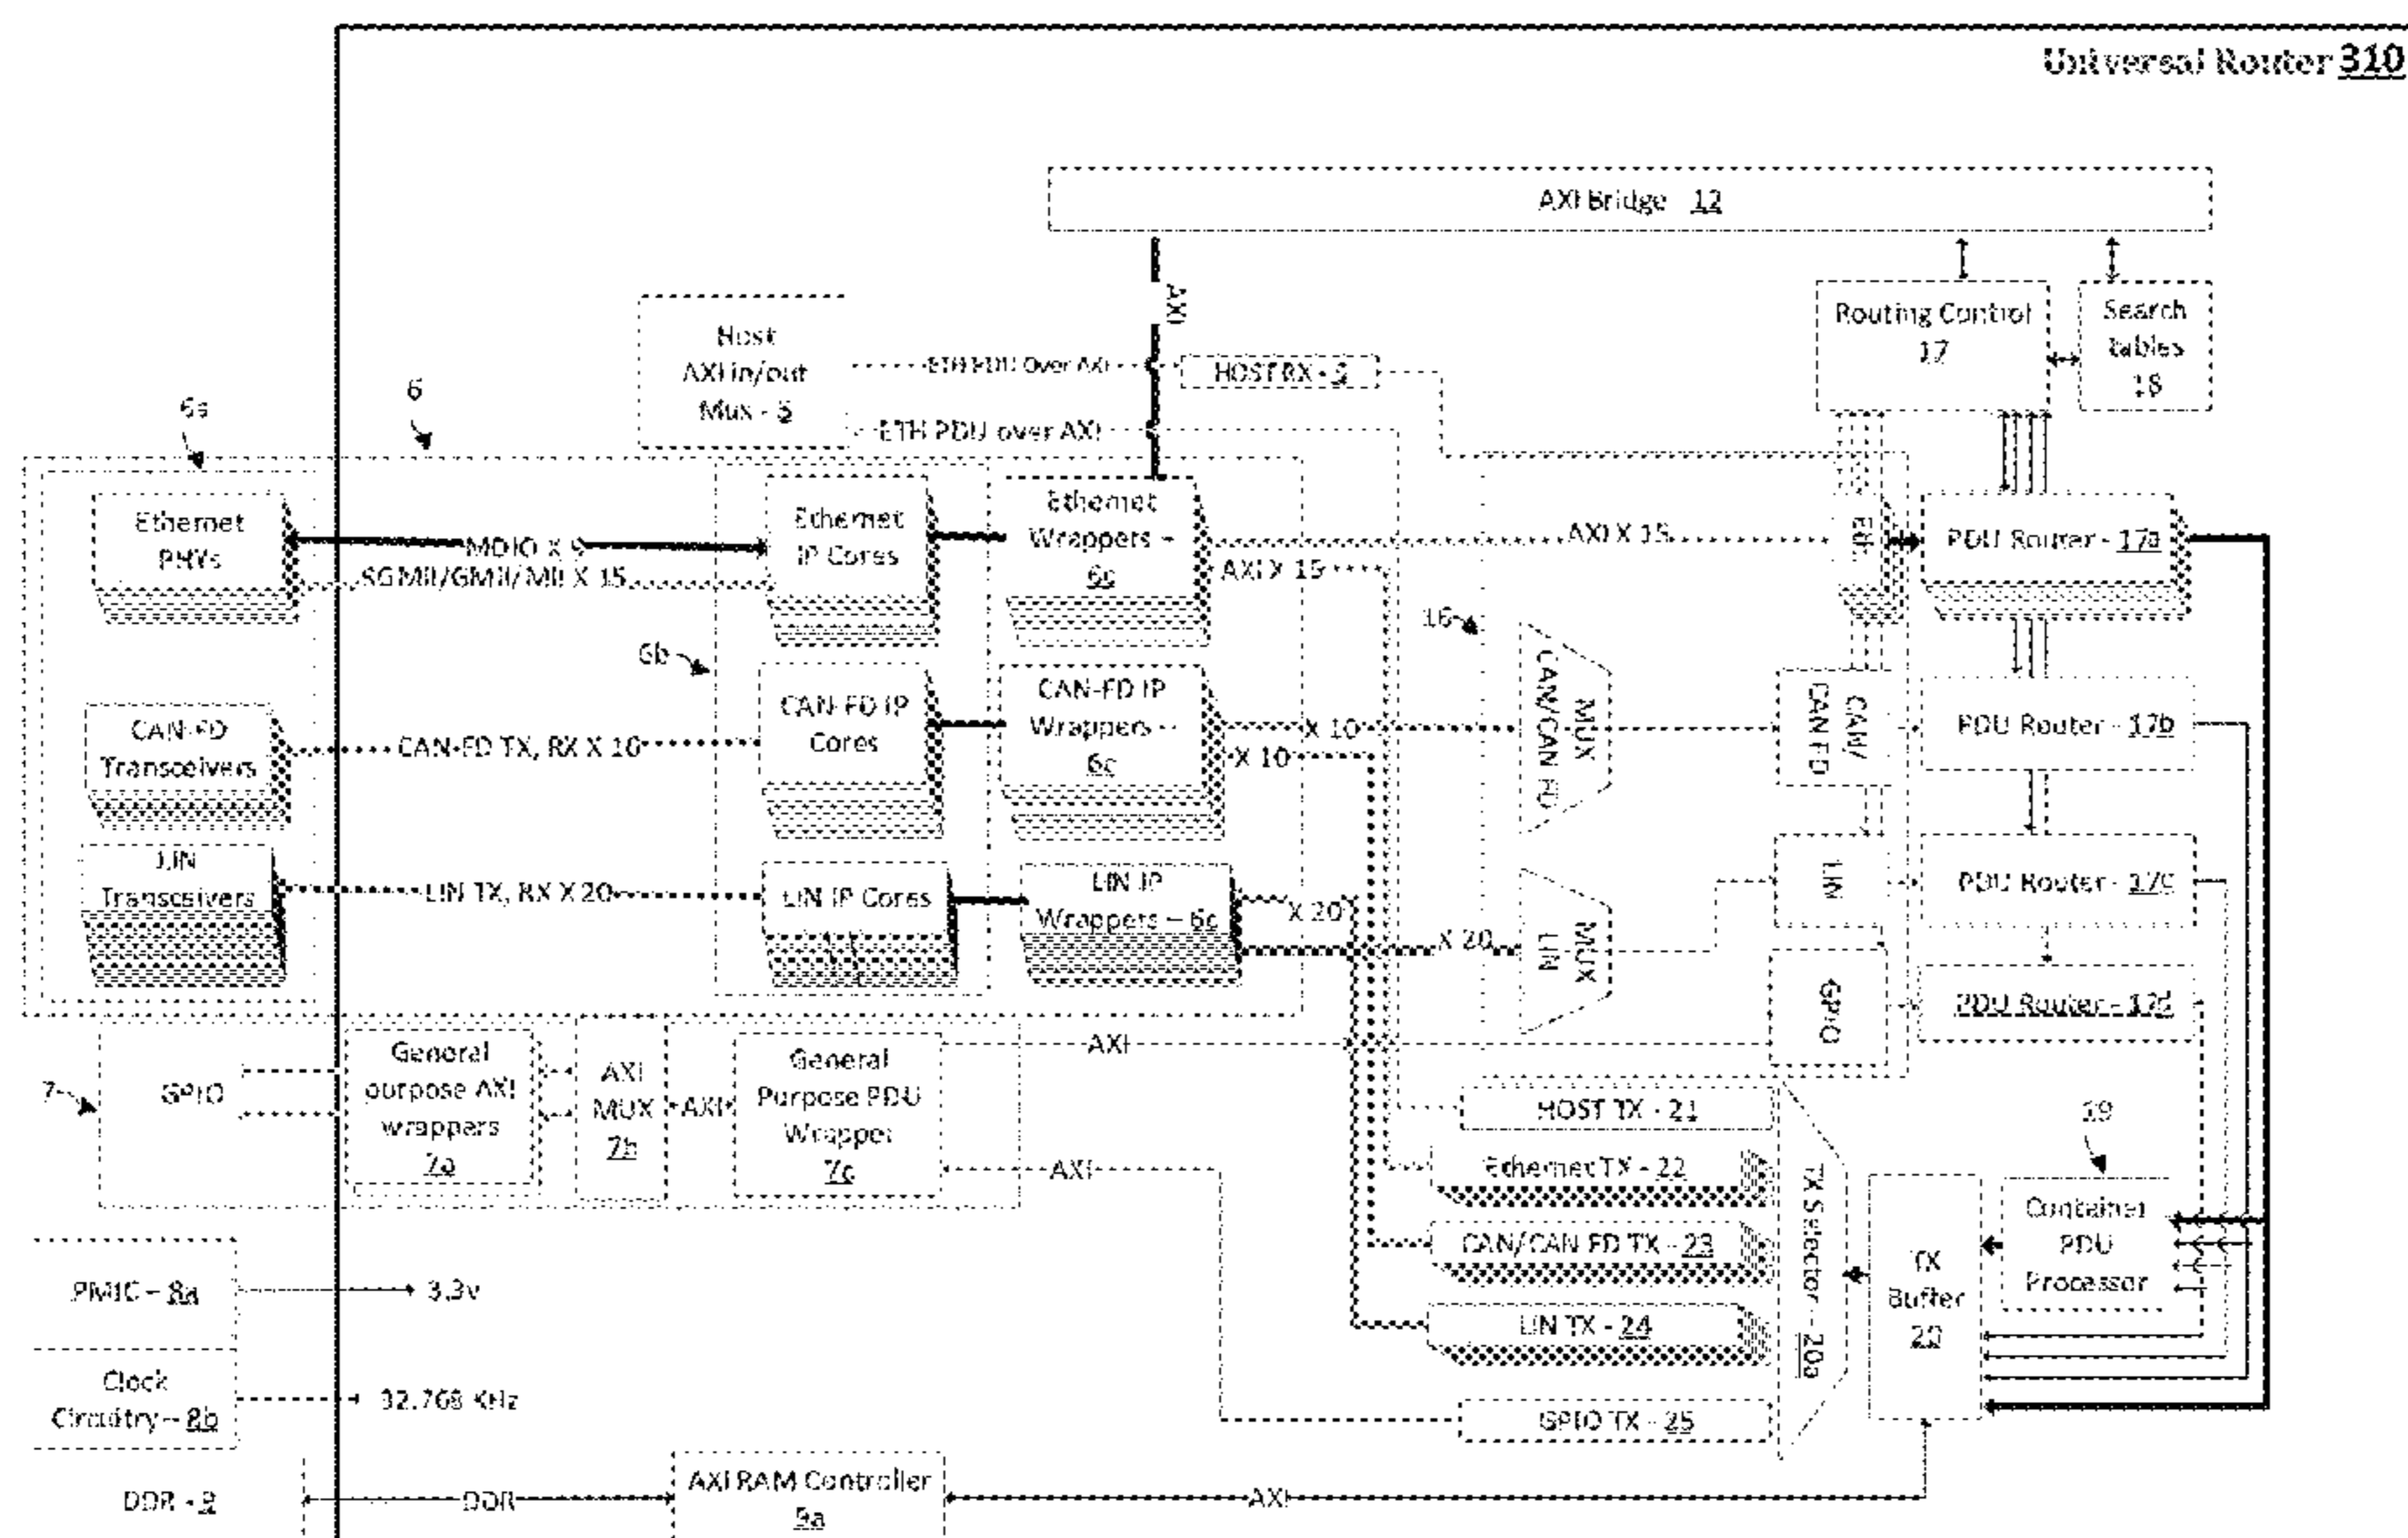 Universal Router 310
AXI Bridge 12
AXI
Host
AXI in/out
Mux - 5
ETH PDU Over AXI
HOST RX - 5
ETH PDU over AXI
Routing Control
17
Search
tables
18
6a
6
Ethernet
PHYs
MDIO X
SGMII/GMII/MII X 15
Ethernet
IP Cores
Ethernet
Wrappers –
6c
AXI X 15
AXI X 15
PDU Router - 17a
6b
16
CAN-FD
Transceivers
CAN-FD TX, RX X 10
CAN-FD IP
Cores
CAN-FD IP
Wrappers –
6c
X 10
X 10
MUX
CAN/CAN FD
CAN/
CAN FD
PDU Router - 17b
LIN
Transceivers
LIN TX, RX X 20
LIN IP Cores
LIN IP
Wrappers – 6c
X 20
X 20
MUX
LIN
LIN
PDU Router - 17c
GPIO
PDU Router - 17d
7
GPIO
General
purpose AXI
wrappers
7a
AXI
MUX
7b
AXI
General
Purpose PDU
Wrapper
7c
AXI
AXI
HOST TX - 21
Ethernet TX - 22
CAN/CAN FD TX - 23
LIN TX - 24
GPIO TX - 25
TX Selector - 20a
TX
Buffer
20
19
Container
PDU
Processor
PMIC – 8a
3.3v
Clock
Circuitry – 8b
32.768 KHz
DDR - 9
DDR
AXI RAM Controller
9a
AXI